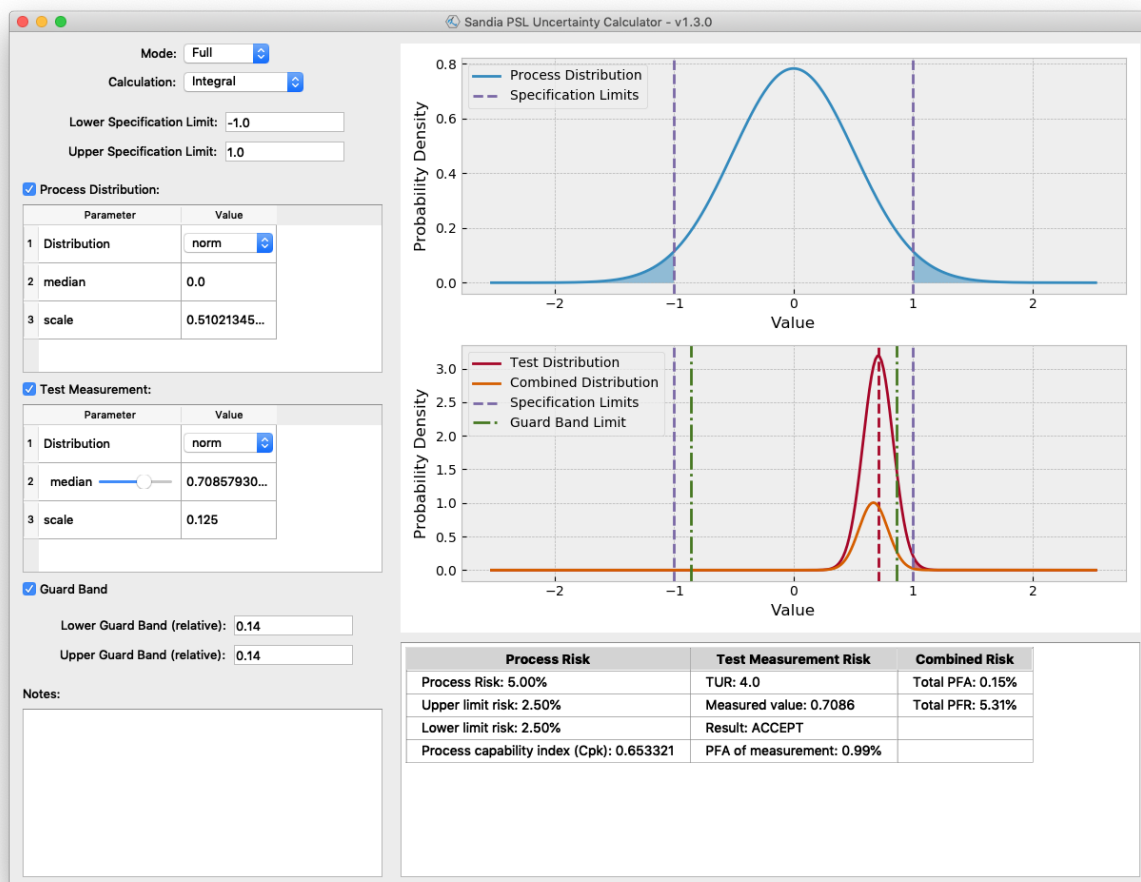 Sandia PSL Uncertainty Calculator - v1.3.0
Mode: Full
Calculation: Integral
Lower Specification Limit: -1.0
Upper Specification Limit: 1.0
Process Distribution:
Parameter Value
1 Distribution norm
2 median 0.0
3 scale 0.51021345...
Test Measurement:
Parameter Value
1 Distribution norm
2 median 0.70857930...
3 scale 0.125
Guard Band
Lower Guard Band (relative): 0.14
Upper Guard Band (relative): 0.14
Notes:
Process Distribution
Specification Limits
Probability Density
0.8
0.6
0.4
0.2
0.0
−2 −1 0 1 2
Value
Test Distribution
Combined Distribution
Specification Limits
Guard Band Limit
Probability Density
3.0
2.5
2.0
1.5
1.0
0.5
0.0
−2 −1 0 1 2
Value
Process Risk Test Measurement Risk Combined Risk
Process Risk: 5.00% TUR: 4.0 Total PFA: 0.15%
Upper limit risk: 2.50% Measured value: 0.7086 Total PFR: 5.31%
Lower limit risk: 2.50% Result: ACCEPT
Process capability index (Cpk): 0.653321 PFA of measurement: 0.99%